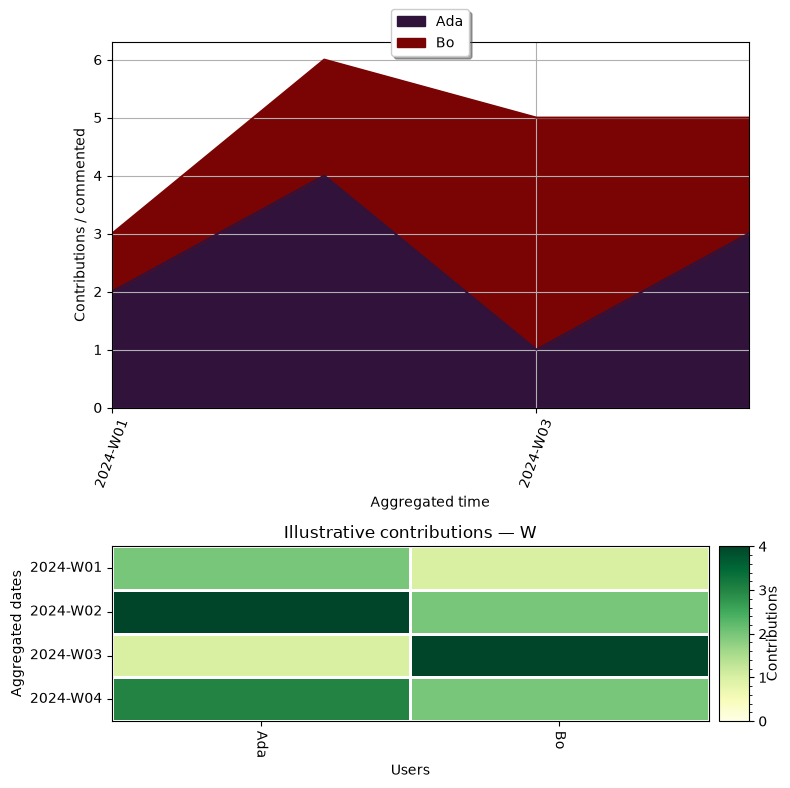 Ada
Bo
6
5
4
3
2
1
0
Contributions / commented
2024-W01
2024-W03
Aggregated time
Illustrative contributions — W
Aggregated dates
2024-W01
2024-W02
2024-W03
2024-W04
Ada
Bo
Users
4
3
2
1
0
Contributions